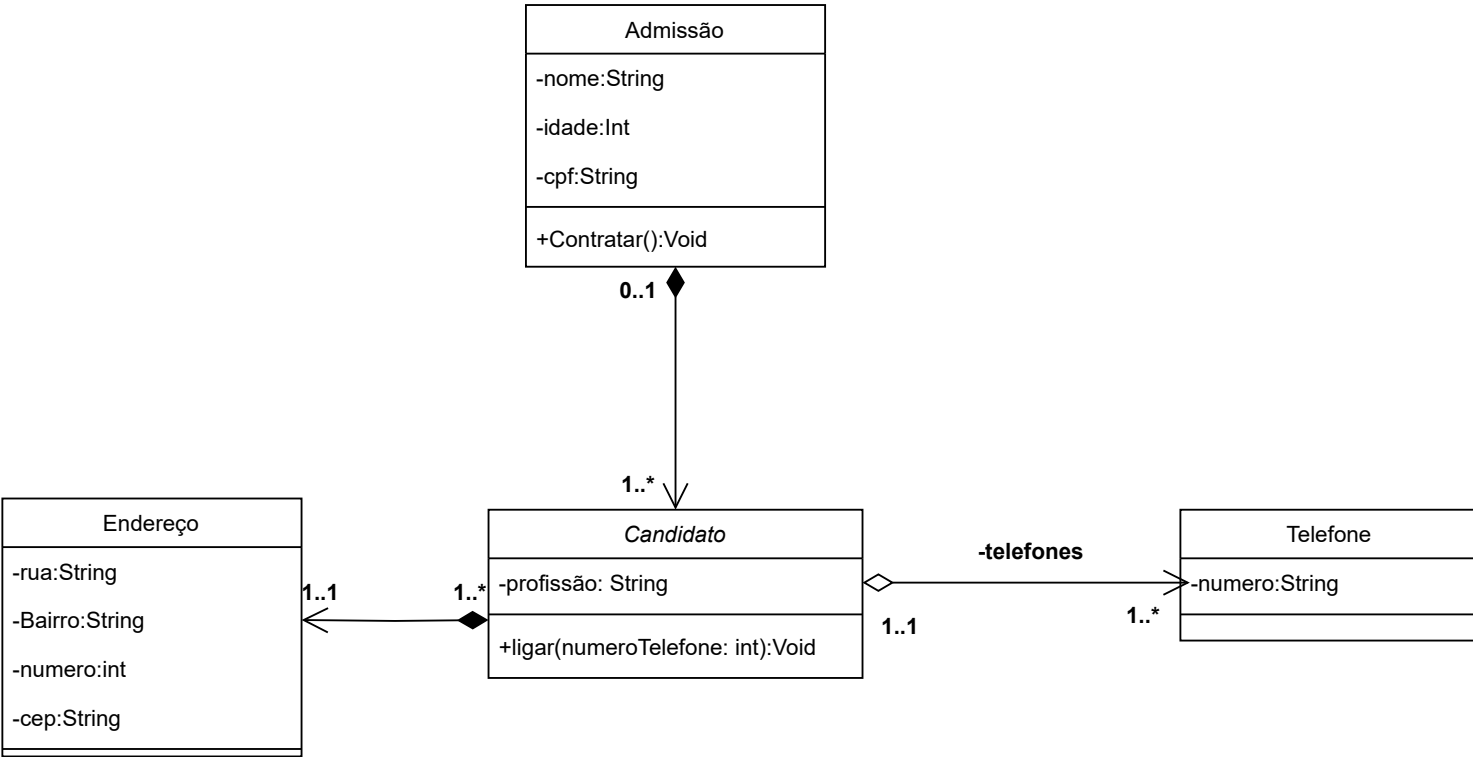 Admissão
-nome:String
-idade:Int
-cpf:String
+Contratar():Void
0..1
1..*
Endereço
-rua:String
-Bairro:String
-numero:int
-cep:String
1..1
1..*
Candidato
-profissão: String
+ligar(numeroTelefone: int):Void
1..1
-telefones
1..*
Telefone
-numero:String